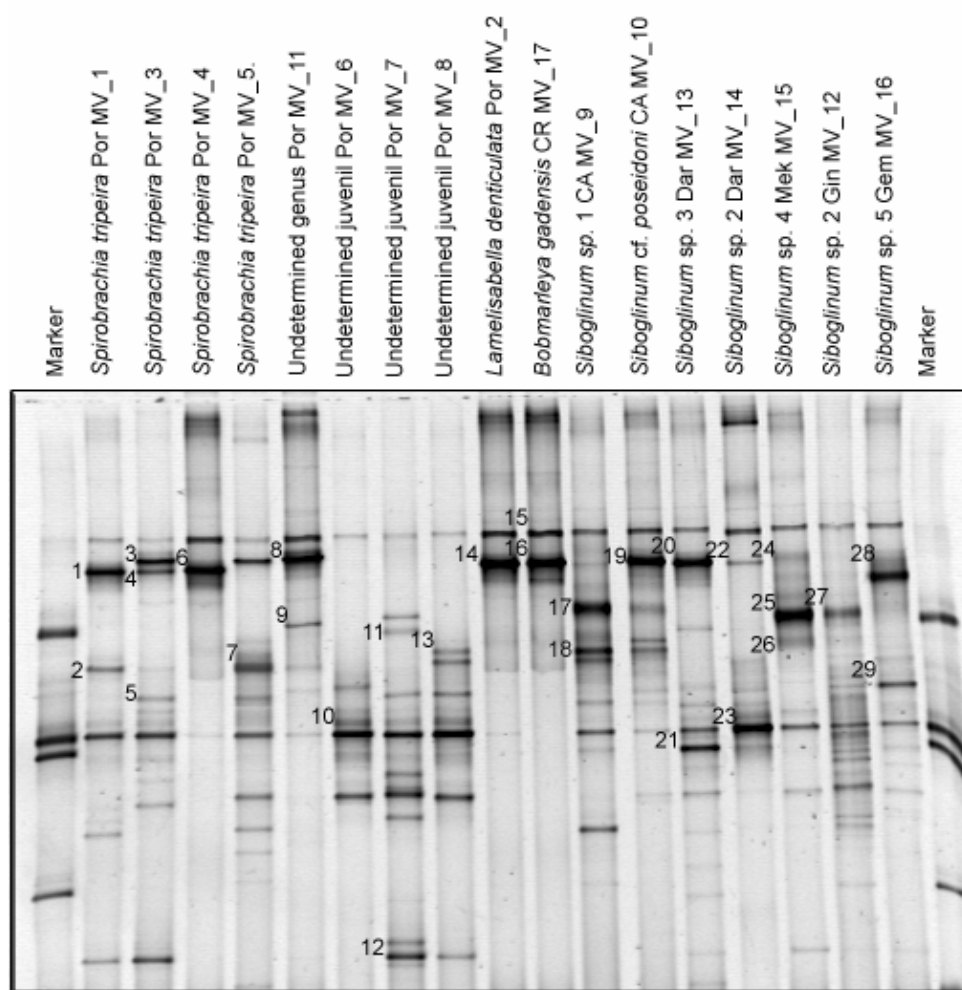 Marker
Spirobrachia tripeira Por MV_1
Spirobrachia tripeira Por MV_3
Spirobrachia tripeira Por MV_4
Spirobrachia tripeira Por MV_5.
Undetermined genus Por MV_11
Undetermined juvenil Por MV_6
Undetermined juvenil Por MV_7
Undetermined juvenil Por MV_8
Lamelisabella denticulata Por MV_2
Bobmarleya gadensis CR MV_17
Siboglinum sp. 1 CA MV_9
Siboglinum cf. poseidoni CA MV_10
Siboglinum sp. 3 Dar MV_13
Siboglinum sp. 2 Dar MV_14
Siboglinum sp. 4 Mek MV_15
Siboglinum sp. 2 Gin MV_12
Siboglinum sp. 5 Gem MV_16
Marker
1
2
3
4
5
6
7
8
9
10
11
12
13
14
15
16
17
18
19
20
21
22
23
24
25
26
27
28
29